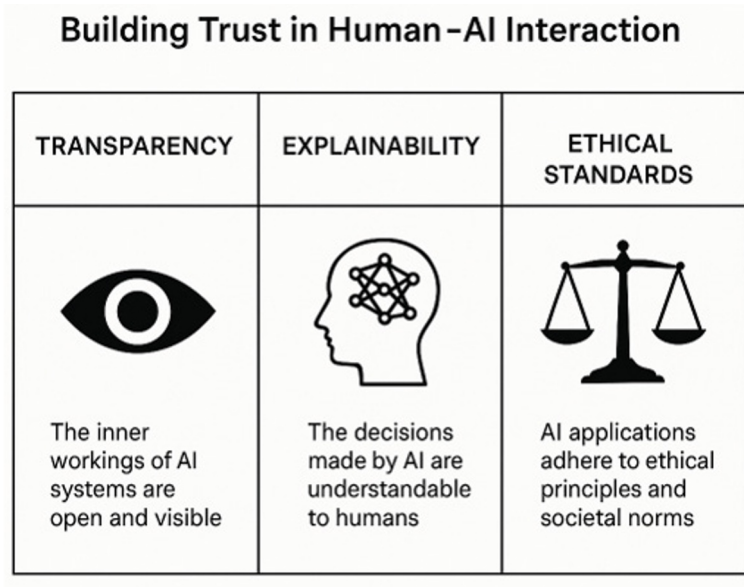 Building Trust in Human–AI Interaction
TRANSPARENCY
EXPLAINABILITY
ETHICAL
STANDARDS
The inner
workings of AI
systems are
open and visible
The decisions
made by AI are
understandable
to humans
AI applications
adhere to ethical
principles and
societal norms